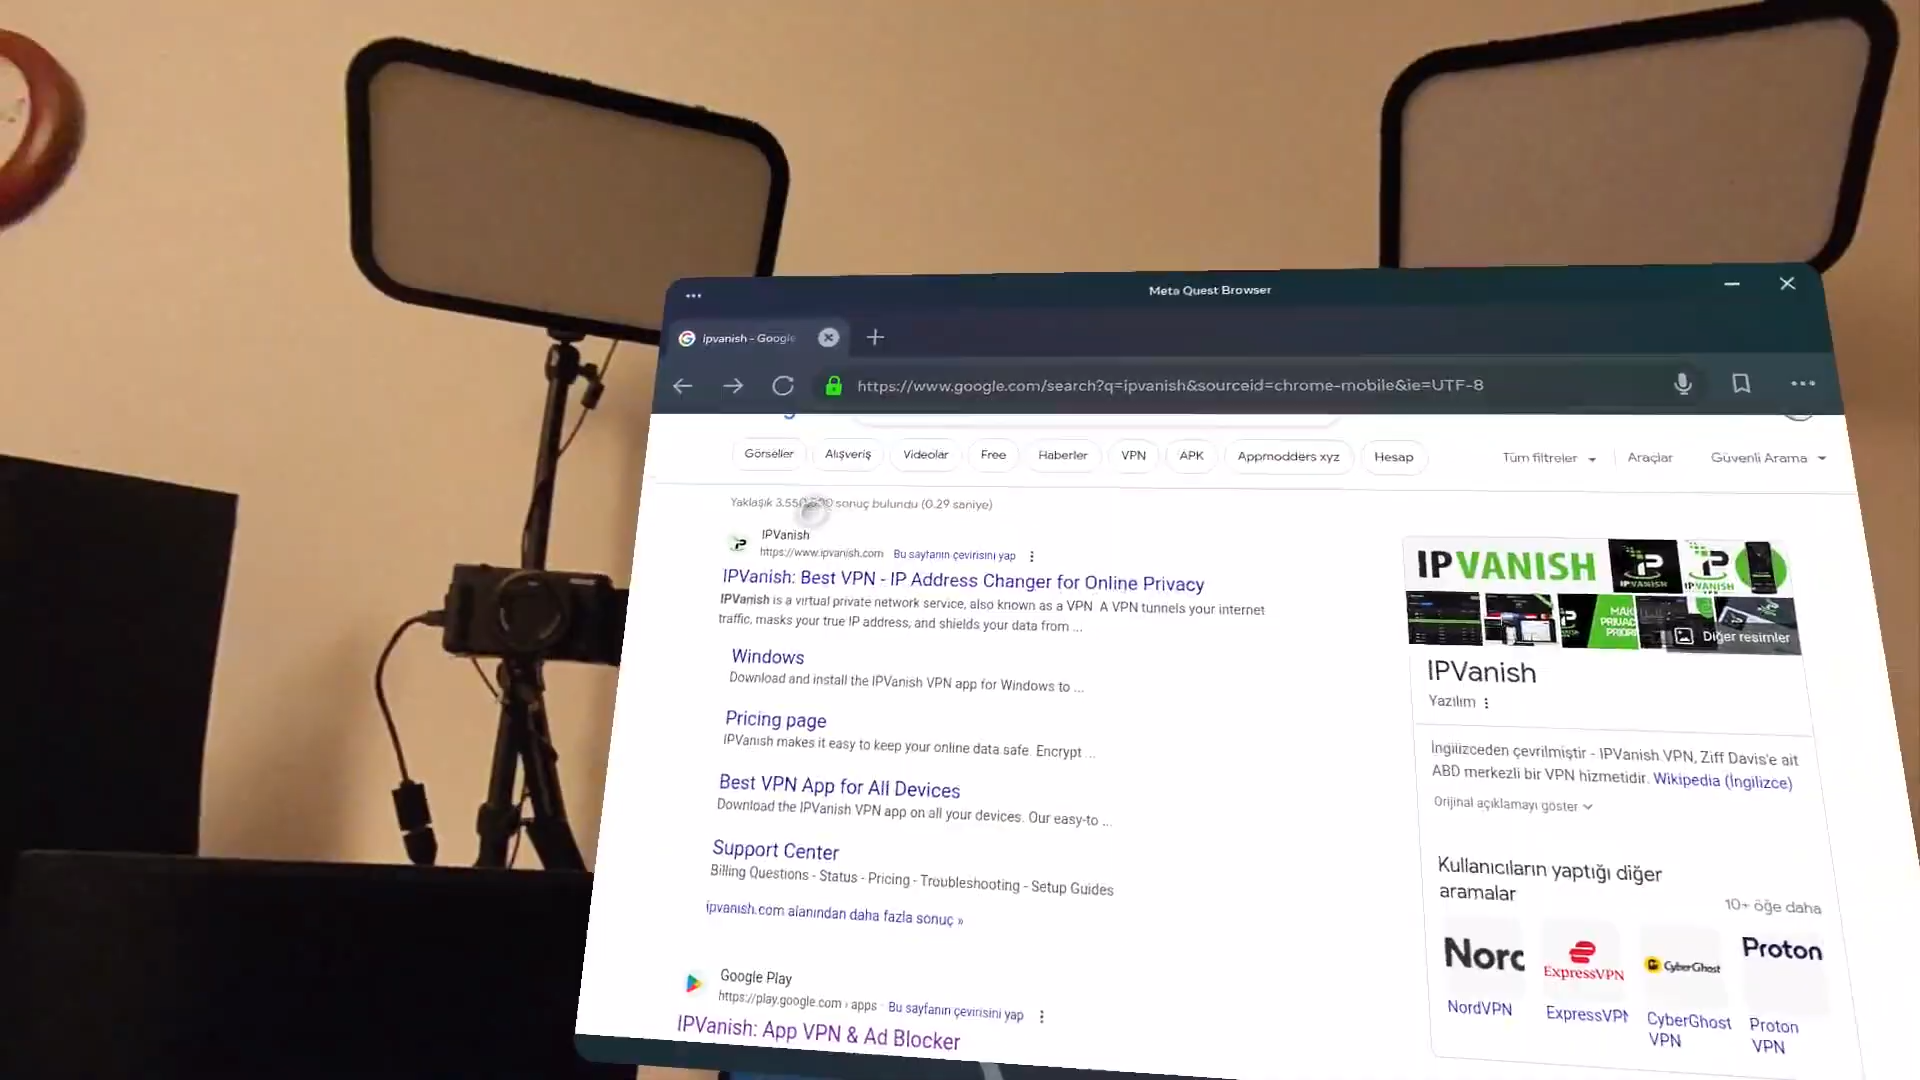 Meta Quest Browser
ipvanish - Google
https://www.google.com/search?q=ipvanish&sourceid=chrome-mobile&ie=UTF-8
Görseller
Alışveriş
Videolar
Free
Haberler
VPN
APK
Appmodders xyz
Hesap
Tüm filtreler
Araçlar
Güvenli Arama
sonuç bulundu (0.29 saniye)
IPVanish
https://www.ipvanish.com Bu sayfanın çevirisini yap
IPVanish: Best VPN - IP Address Changer for Online Privacy
IPVanish is a virtual private network service, also known as a VPN A VPN tunnels your internet
traffic, masks your true IP address, and shields your data from ...
Windows
Download and install the IPVanish VPN app for Windows to ...
Pricing page
IPVanish makes it easy to keep your online data safe. Encrypt ...
Best VPN App for All Devices
Download the IPVanish VPN app on all your devices. Our easy-to ...
Support Center
Billing Questions - Status - Pricing - Troubleshooting - Setup Guides
ipvanish.com alanından daha fazla sonuç »
Google Play
https://play.google.com › apps · Bu sayfanın çevirisini yap
IPVanish: App VPN & Ad Blocker
IPVANISH
IPVANISH
Diğer resimler
IPVanish
Yazılım
İngilizceden çevrilmiştir - IPVanish VPN, Ziff Davis'e ait
ABD merkezli bir VPN hizmetidir. Wikipedia (İngilizce)
Orijinal açıklamayı göster
Kullanıcıların yaptığı diğer
aramalar
10+ öğe daha
ExpressVPN
CyberGhost
Proton
NordVPN
ExpressVPN
CyberGhost
VPN
Proton
VPN